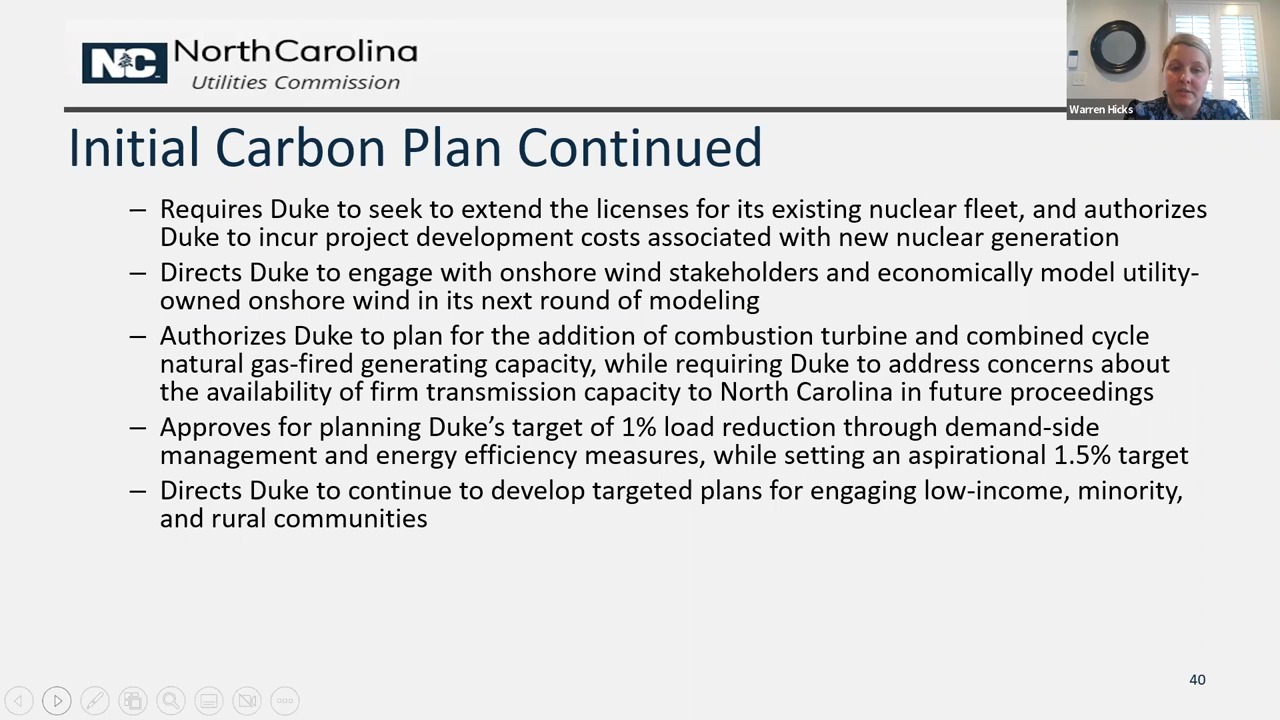 NC NorthCarolina
Utilities Commission
Warren Hicks
Initial Carbon Plan Continued
– Requires Duke to seek to extend the licenses for its existing nuclear fleet, and authorizes
Duke to incur project development costs associated with new nuclear generation
– Directs Duke to engage with onshore wind stakeholders and economically model utility-
owned onshore wind in its next round of modeling
– Authorizes Duke to plan for the addition of combustion turbine and combined cycle
natural gas-fired generating capacity, while requiring Duke to address concerns about
the availability of firm transmission capacity to North Carolina in future proceedings
– Approves for planning Duke’s target of 1% load reduction through demand-side
management and energy efficiency measures, while setting an aspirational 1.5% target
– Directs Duke to continue to develop targeted plans for engaging low-income, minority,
and rural communities
40